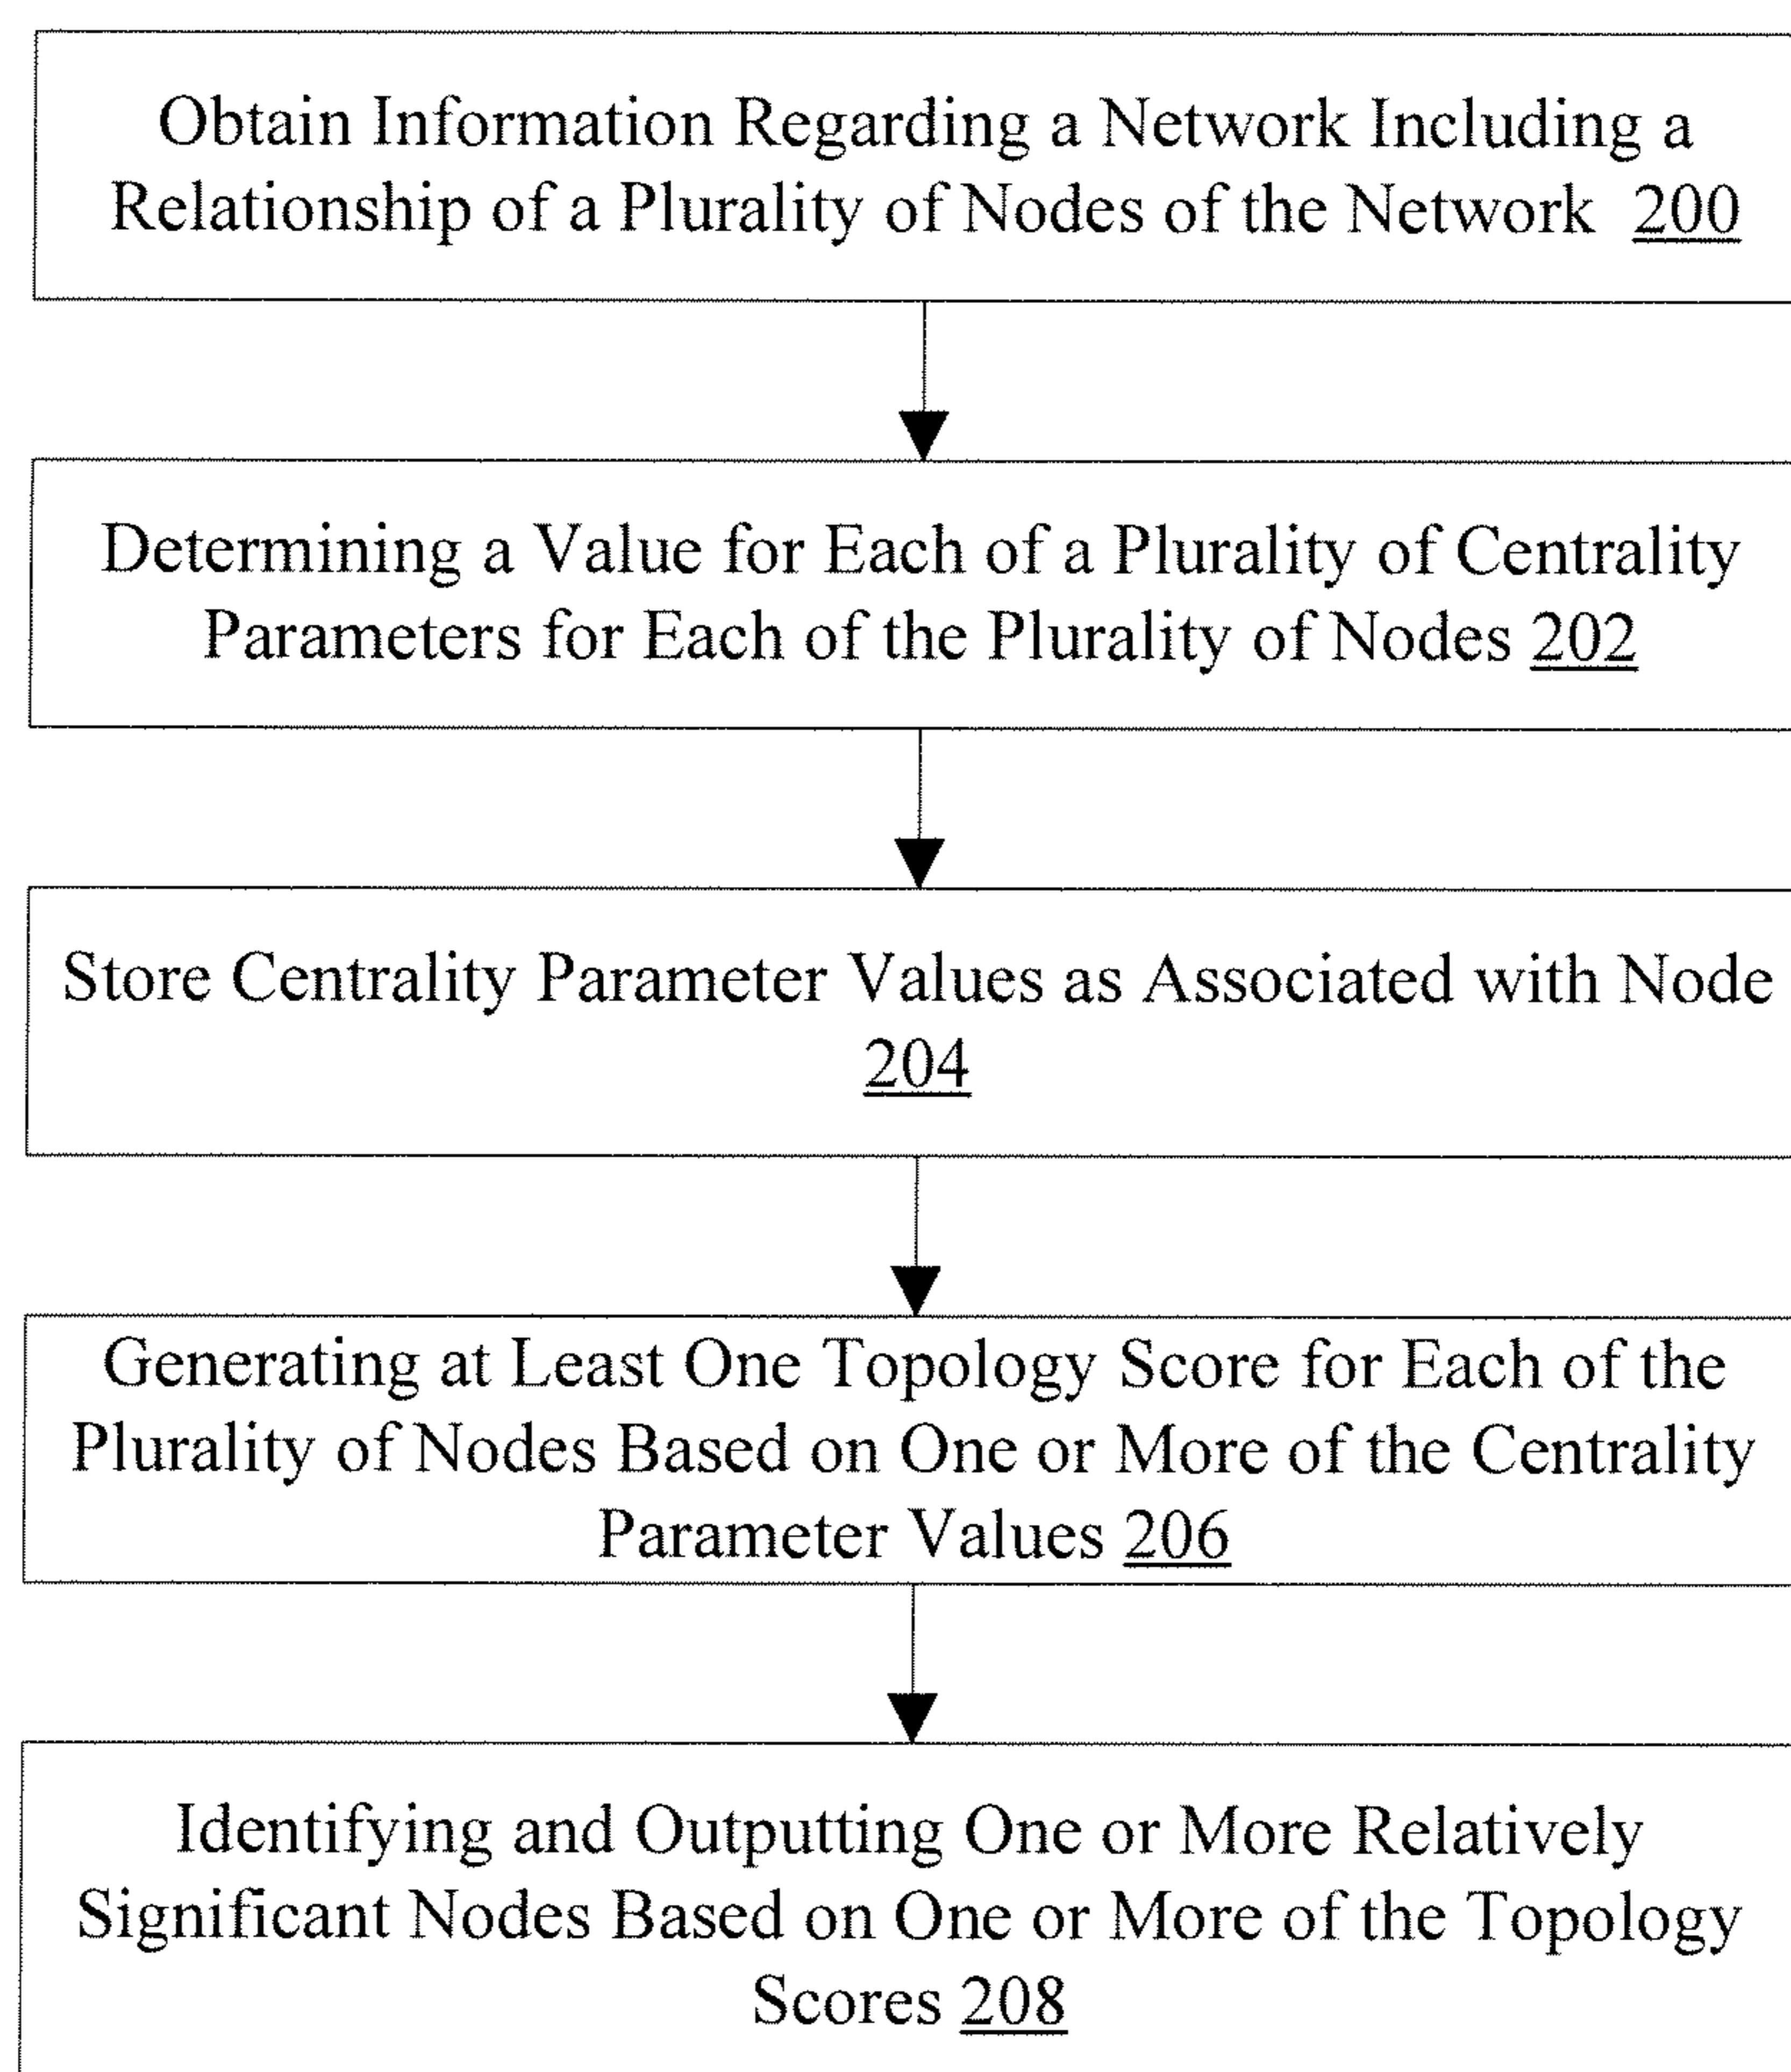 Obtain Information Regarding a Network Including a
Relationship of a Plurality of Nodes of the Network 200
Determining a Value for Each of a Plurality of Centrality
Parameters for Each of the Plurality of Nodes 202
Store Centrality Parameter Values as Associated with Node
204
Generating at Least One Topology Score for Each of the
Plurality of Nodes Based on One or More of the Centrality
Parameter Values 206
Identifying and Outputting One or More Relatively
Significant Nodes Based on One or More of the Topology
Scores 208